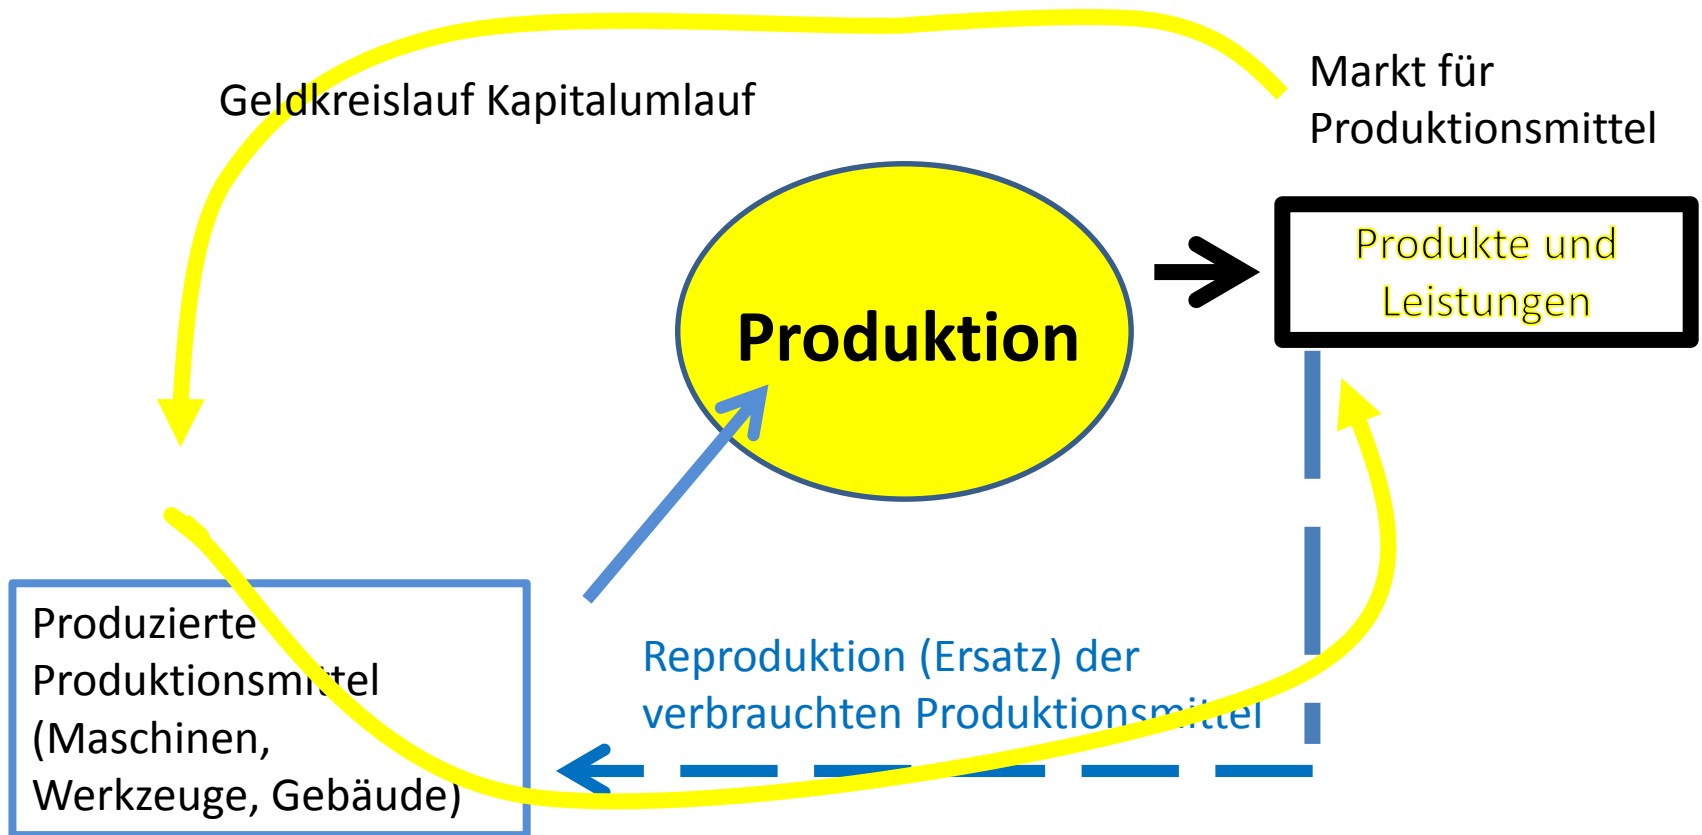 Geldkreislauf Kapitalumlauf
Markt für
Produktionsmittel
Produkte und
Leistungen
Produktion
Produzierte
Produktionsmittel
(Maschinen,
Werkzeuge, Gebäude)
Reproduktion (Ersatz) der
verbrauchten Produktionsmittel